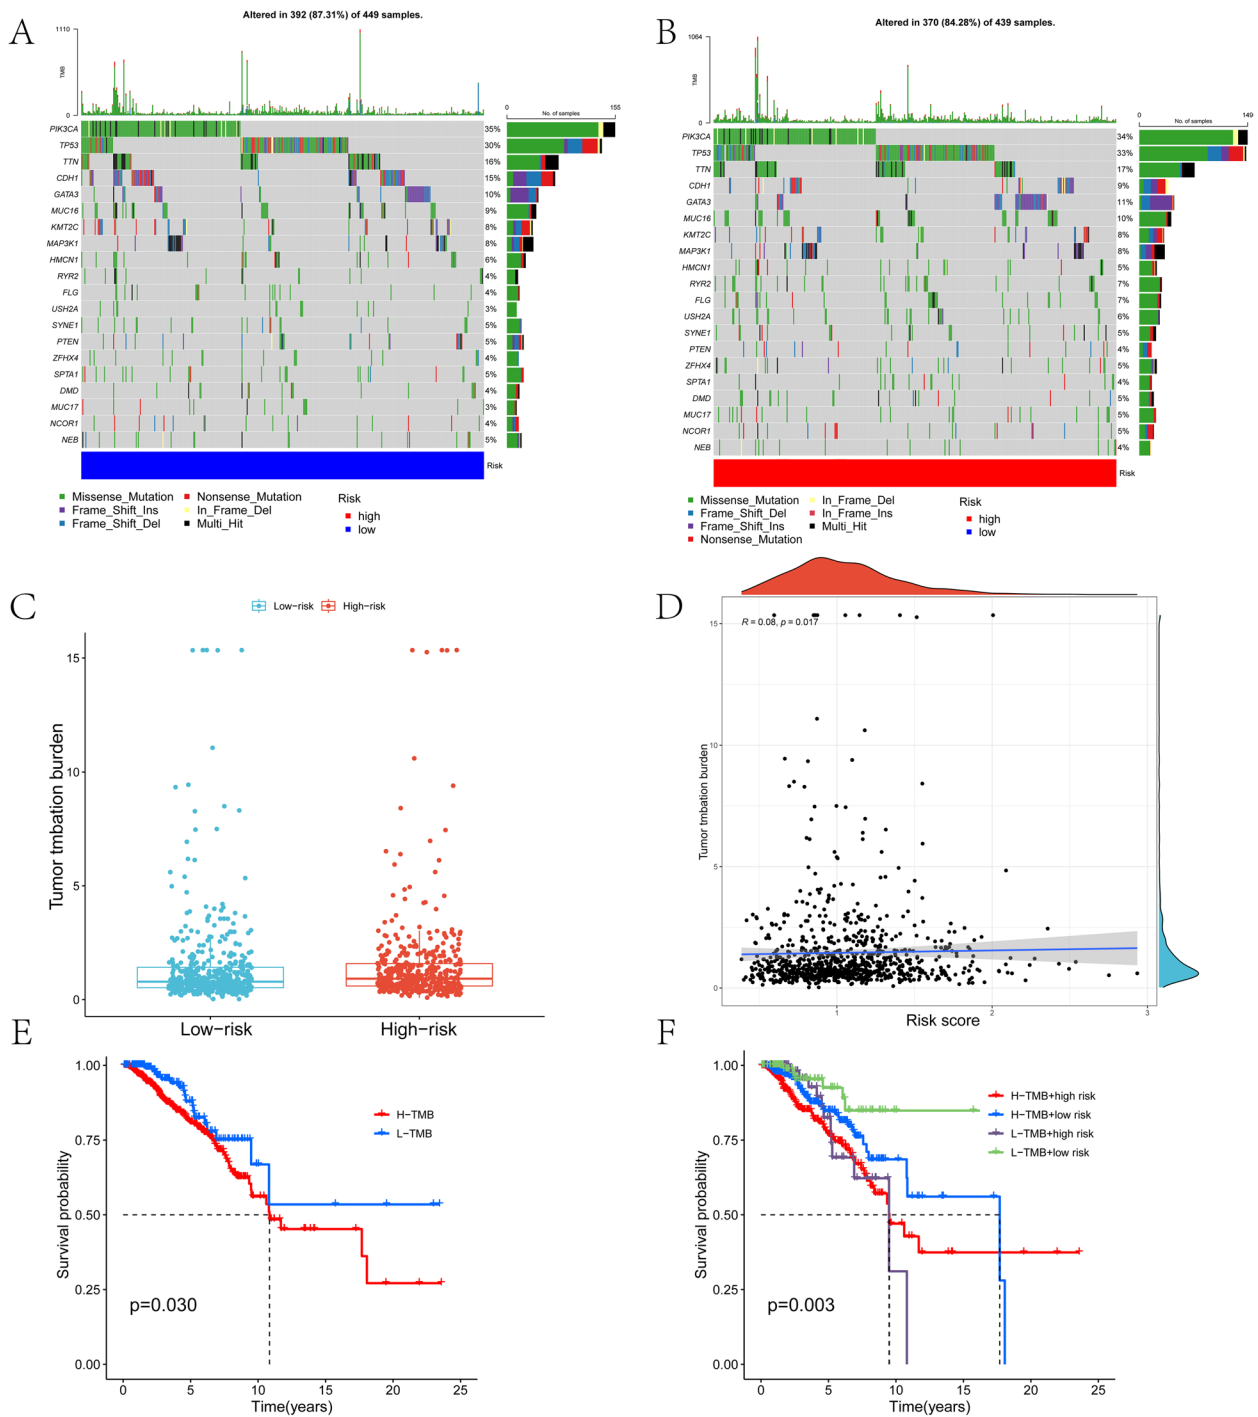 A
Altered in 392 (87.31%) of 449 samples.
1110
TMB
0
0 155
No. of samples
PIK3CA 35%
TP53 30%
TTN 16%
CDH1 15%
GATA3 10%
MUC16 9%
KMT2C 8%
MAP3K1 8%
HMCN1 6%
RYR2 4%
FLG 4%
USH2A 3%
SYNE1 5%
PTEN 5%
ZFHX4 4%
SPTA1 5%
DMD 4%
MUC17 3%
NCOR1 4%
NEB 5%
Risk
Missense_Mutation Nonsense_Mutation
Frame_Shift_Ins In_Frame_Del
Frame_Shift_Del Multi_Hit
Risk
high
low
B
Altered in 370 (84.28%) of 439 samples.
1064
TMB
0
0 149
No. of samples
PIK3CA 34%
TP53 33%
TTN 17%
CDH1 9%
GATA3 11%
MUC16 10%
KMT2C 8%
MAP3K1 8%
HMCN1 5%
RYR2 7%
FLG 7%
USH2A 6%
SYNE1 5%
PTEN 4%
ZFHX4 5%
SPTA1 4%
DMD 5%
MUC17 5%
NCOR1 5%
NEB 4%
Risk
Missense_Mutation In_Frame_Del
Frame_Shift_Del In_Frame_Ins
Frame_Shift_Ins Multi_Hit
Nonsense_Mutation
Risk
high
low
C
Low−risk High−risk
Tumor tmbation burden
15
10
5
0
Low−risk High−risk
D
R = 0.08, p = 0.017
Tumor tmbation burden
15
10
5
0
1 2 3
Risk score
E
Survival probability
1.00
0.75
0.50
0.25
0.00
H−TMB
L−TMB
p=0.030
0 5 10 15 20 25
Time(years)
F
Survival probability
1.00
0.75
0.50
0.25
0.00
H−TMB+high risk
H−TMB+low risk
L−TMB+high risk
L−TMB+low risk
p=0.003
0 5 10 15 20 25
Time(years)